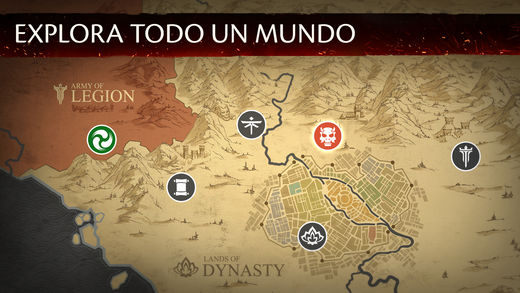 EXPLORA TODO UN MUNDO
ARMY OF
LEGION
LANDS OF
DYNASTY